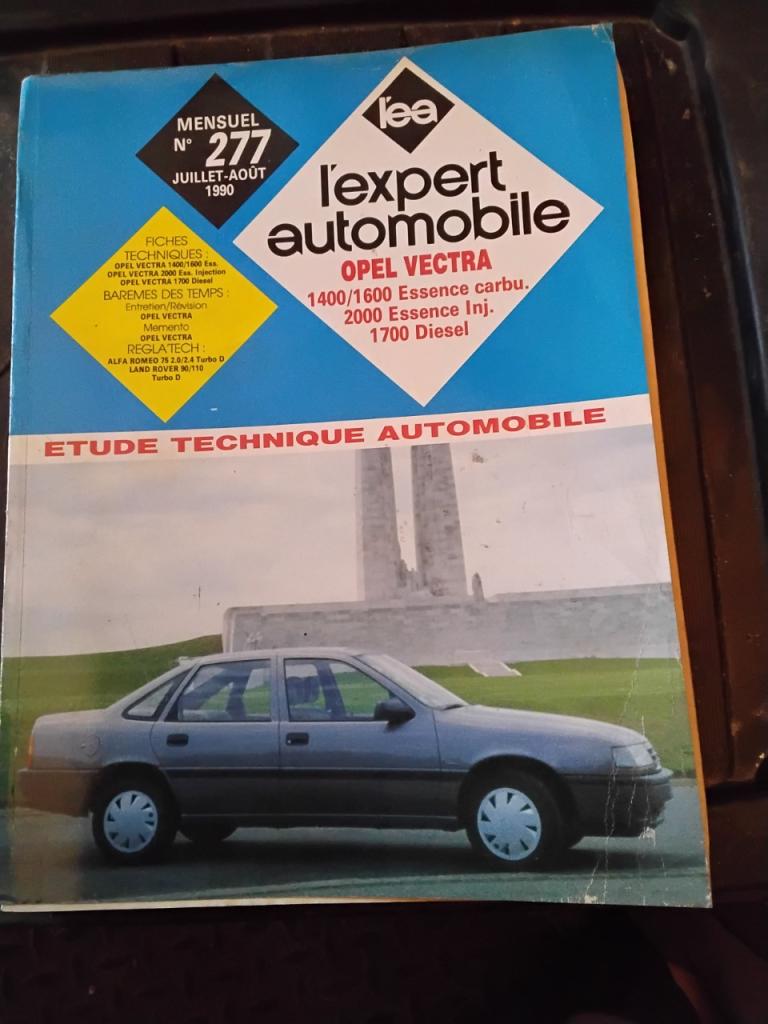 MENSUEL
N° 277
JUILLET-AOÛT
1990
l'ea
l'expert
automobile
OPEL VECTRA
1400/1600 Essence carbu.
2000 Essence Inj.
1700 Diesel
FICHES
TECHNIQUES :
OPEL VECTRA 1400/1600 Ess.
OPEL VECTRA 2000 Ess. Injection
OPEL VECTRA 1700 Diesel
BAREMES DES TEMPS :
Entretien/Révision
OPEL VECTRA
Memento
OPEL VECTRA
REGLA'TECH :
ALFA ROMEO 75 2.0/2.4 Turbo D
LAND ROVER 90/110
Turbo D
ETUDE TECHNIQUE AUTOMOBILE